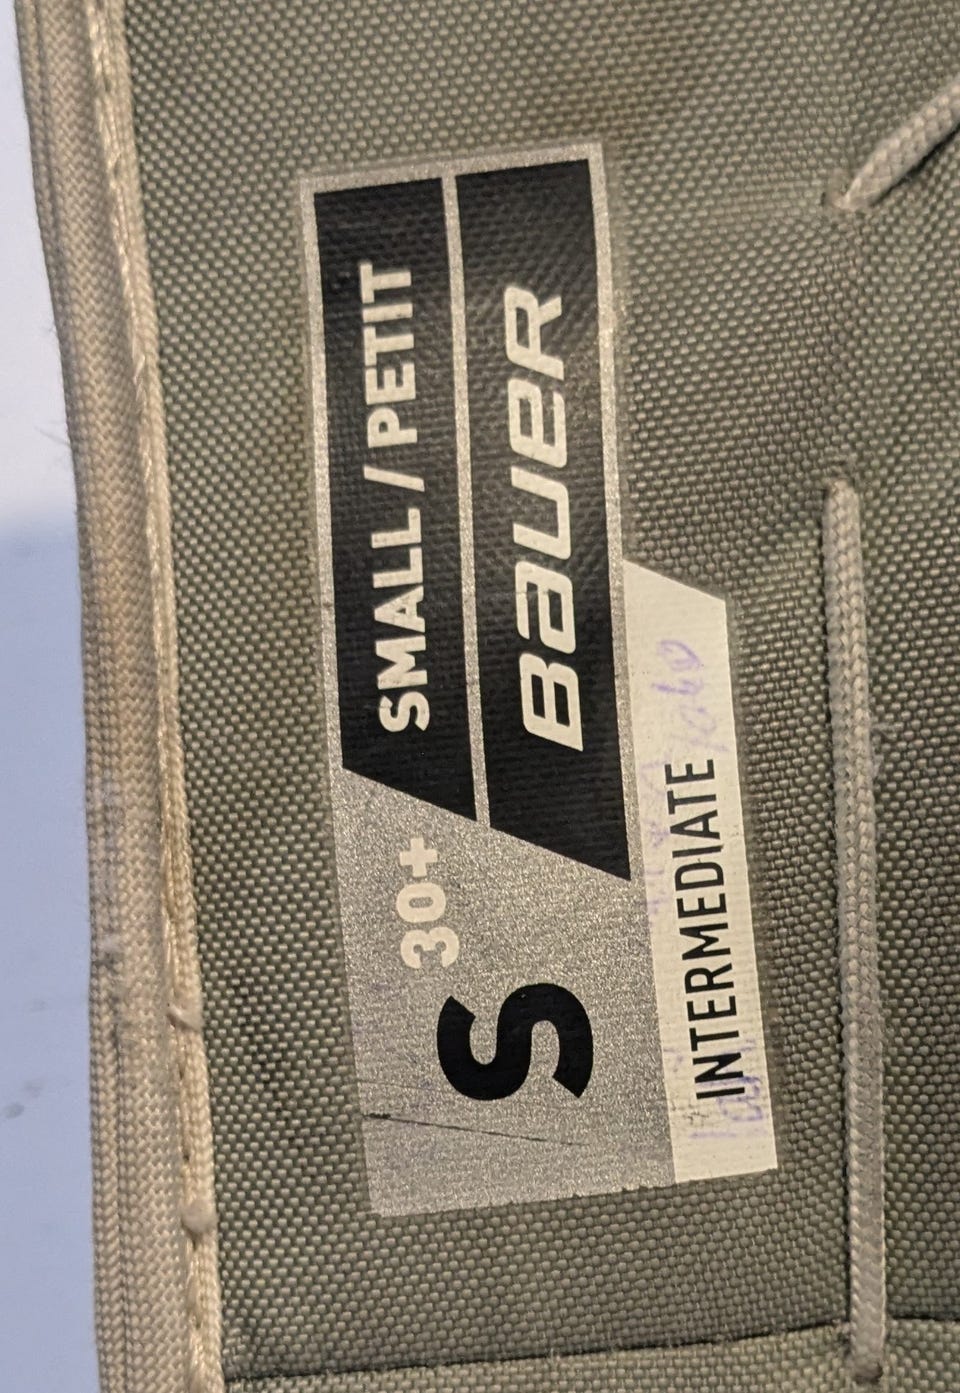 S 30+ SMALL / PETIT
BAUER
INTERMEDIATE